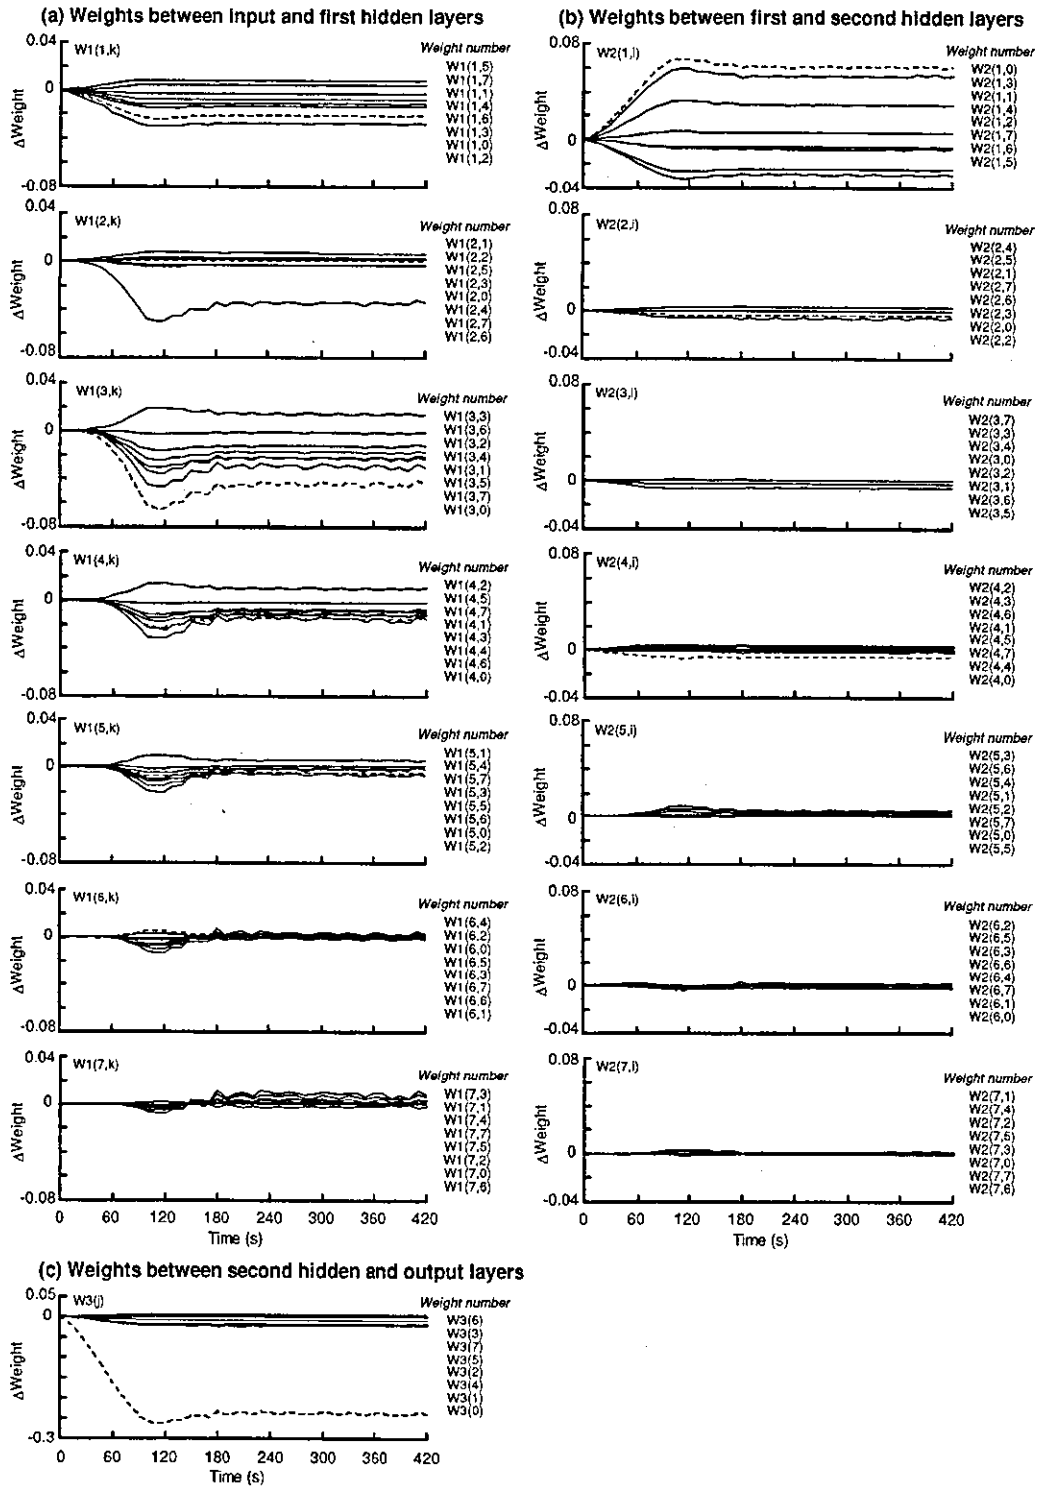 (a) Weights between input and first hidden layers
0.04
0
-0.08
ΔWeight
W1(1,k)
Weight number
W1(1,5)
W1(1,7)
W1(1,1)
W1(1,4)
W1(1,6)
W1(1,3)
W1(1,0)
W1(1,2)
0.04
0
-0.08
ΔWeight
W1(2,k)
Weight number
W1(2,1)
W1(2,2)
W1(2,5)
W1(2,3)
W1(2,0)
W1(2,4)
W1(2,7)
W1(2,6)
0.04
0
-0.08
ΔWeight
W1(3,k)
Weight number
W1(3,3)
W1(3,6)
W1(3,2)
W1(3,4)
W1(3,1)
W1(3,5)
W1(3,7)
W1(3,0)
0.04
0
-0.08
ΔWeight
W1(4,k)
Weight number
W1(4,2)
W1(4,5)
W1(4,7)
W1(4,1)
W1(4,3)
W1(4,4)
W1(4,6)
W1(4,0)
0.04
0
-0.08
ΔWeight
W1(5,k)
Weight number
W1(5,1)
W1(5,4)
W1(5,7)
W1(5,3)
W1(5,5)
W1(5,6)
W1(5,0)
W1(5,2)
0.04
0
-0.08
ΔWeight
W1(6,k)
Weight number
W1(6,4)
W1(6,2)
W1(6,0)
W1(6,5)
W1(6,3)
W1(6,7)
W1(6,6)
W1(6,1)
0.04
0
-0.08
ΔWeight
W1(7,k)
Weight number
W1(7,3)
W1(7,1)
W1(7,4)
W1(7,7)
W1(7,5)
W1(7,2)
W1(7,0)
W1(7,6)
0 60 120 180 240 300 360 420
Time (s)
(b) Weights between first and second hidden layers
0.08
0
-0.04
ΔWeight
W2(1,i)
Weight number
W2(1,0)
W2(1,3)
W2(1,1)
W2(1,4)
W2(1,2)
W2(1,7)
W2(1,6)
W2(1,5)
0.08
0
-0.04
ΔWeight
W2(2,i)
Weight number
W2(2,4)
W2(2,5)
W2(2,1)
W2(2,7)
W2(2,6)
W2(2,3)
W2(2,0)
W2(2,2)
0.08
0
-0.04
ΔWeight
W2(3,i)
Weight number
W2(3,7)
W2(3,3)
W2(3,4)
W2(3,0)
W2(3,2)
W2(3,1)
W2(3,6)
W2(3,5)
0.08
0
-0.04
ΔWeight
W2(4,i)
Weight number
W2(4,2)
W2(4,3)
W2(4,6)
W2(4,1)
W2(4,5)
W2(4,7)
W2(4,4)
W2(4,0)
0.08
0
-0.04
ΔWeight
W2(5,i)
Weight number
W2(5,3)
W2(5,6)
W2(5,4)
W2(5,1)
W2(5,2)
W2(5,7)
W2(5,0)
W2(5,5)
0.08
0
-0.04
ΔWeight
W2(6,i)
Weight number
W2(6,2)
W2(6,5)
W2(6,3)
W2(6,6)
W2(6,4)
W2(6,7)
W2(6,1)
W2(6,0)
0.08
0
-0.04
ΔWeight
W2(7,i)
Weight number
W2(7,1)
W2(7,4)
W2(7,2)
W2(7,5)
W2(7,3)
W2(7,0)
W2(7,7)
W2(7,6)
0 60 120 180 240 300 360 420
Time (s)
(c) Weights between second hidden and output layers
0.05
0
-0.3
ΔWeight
W3(j)
Weight number
W3(6)
W3(3)
W3(7)
W3(5)
W3(2)
W3(4)
W3(1)
W3(0)
0 60 120 180 240 300 360 420
Time (s)